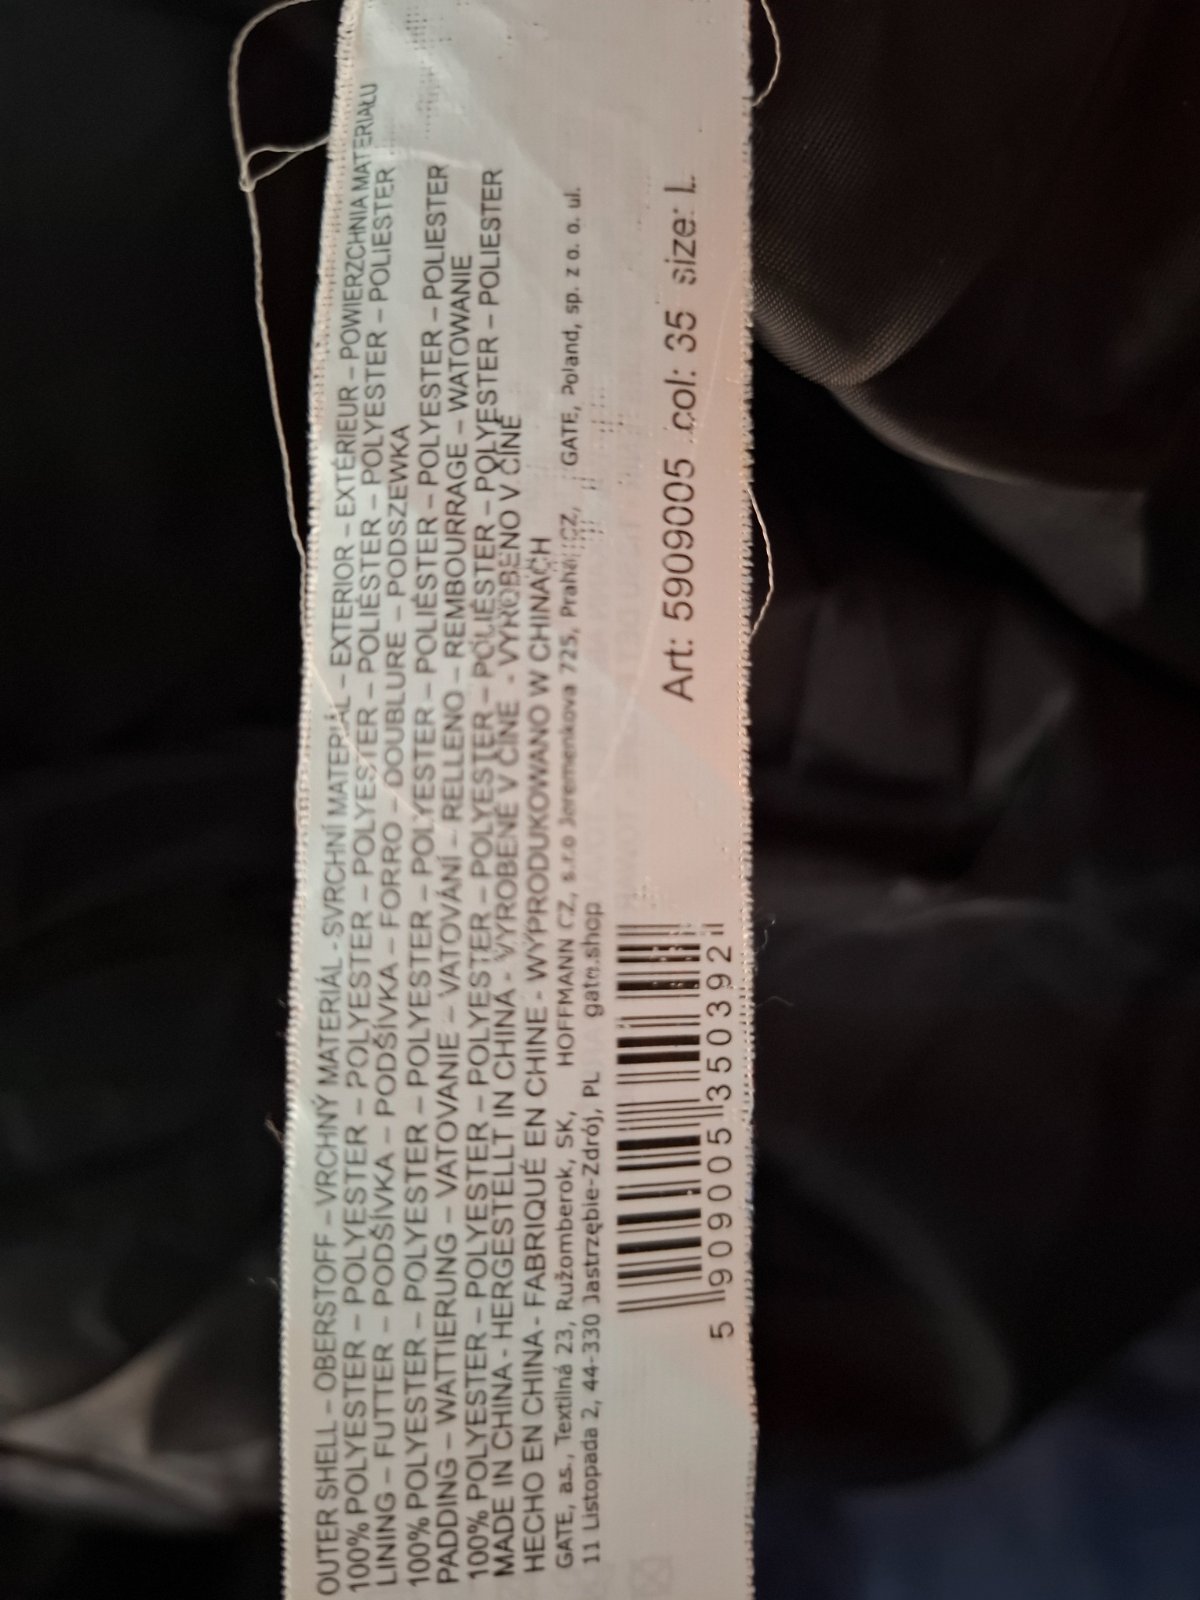 OUTER SHELL – OBERSTOFF – VRCHNÝ MATERIÁL - SVRCHNÍ MATERIÁL – EXTERIOR – EXTÉRIEUR – POWIERZCHNIA MATERIAŁU
100% POLYESTER – POLYESTER – POLYESTER – POLYESTER – POLIÉSTER – POLYESTER – POLIESTER
LINING – FUTTER – PODŠÍVKA – PODŠÍVKA – FORRO – DOUBLURE – PODSZEWKA
100% POLYESTER – POLYESTER – POLYESTER – POLYESTER – POLIÉSTER – POLYESTER – POLIESTER
PADDING – WATTIERUNG – VATOVANIE – VATOVÁNÍ – RELLENO – REMBOURRAGE – WATOWANIE
100% POLYESTER – POLYESTER – POLYESTER – POLYESTER – POLIÉSTER – POLYESTER – POLIESTER
MADE IN CHINA - HERGESTELLT IN CHINA - VYROBENÉ V ČÍNE - VYROBENO V ČÍNĚ
HECHO EN CHINA - FABRIQUÉ EN CHINE - WYPRODUKOWANO W CHINACH
GATE, a.s., Textilná 23, Ružomberok, SK, HOFFMANN CZ, s.r.o Jeremenkova 725, Praha, CZ, GATE, Poland, sp. z o. o. ul.
11 Listopada 2, 44-330 Jastrzębie-Zdrój, PL gate.shop
Art: 5909005 col: 35 size: L
5 909005 350392